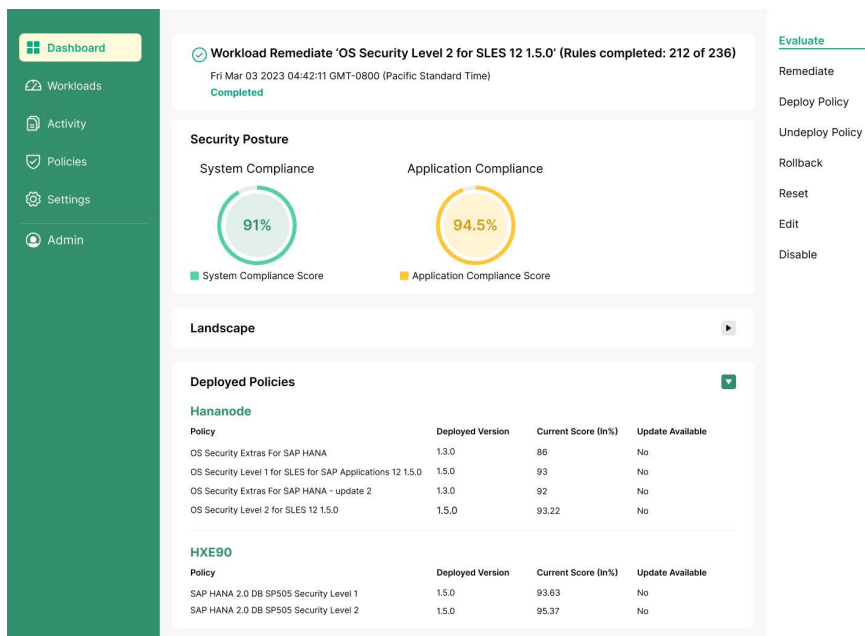 Dashboard
Workloads
Activity
Policies
Settings
Admin
Workload Remediate ‘OS Security Level 2 for SLES 12 1.5.0’ (Rules completed: 212 of 236)
Fri Mar 03 2023 04:42:11 GMT-0800 (Pacific Standard Time)
Completed
Security Posture
System Compliance Application Compliance
91% 94.5%
System Compliance Score Application Compliance Score
Landscape
Deployed Policies
Hananode
Policy Deployed Version Current Score (In%) Update Available
OS Security Extras For SAP HANA 1.3.0 86 No
OS Security Level 1 for SLES for SAP Applications 12 1.5.0 1.5.0 93 No
OS Security Extras For SAP HANA - update 2 1.3.0 92 No
OS Security Level 2 for SLES 12 1.5.0 1.5.0 93.22 No
HXE90
Policy Deployed Version Current Score (In%) Update Available
SAP HANA 2.0 DB SP505 Security Level 1 1.5.0 93.63 No
SAP HANA 2.0 DB SP505 Security Level 2 1.5.0 95.37 No
Evaluate
Remediate
Deploy Policy
Undeploy Policy
Rollback
Reset
Edit
Disable